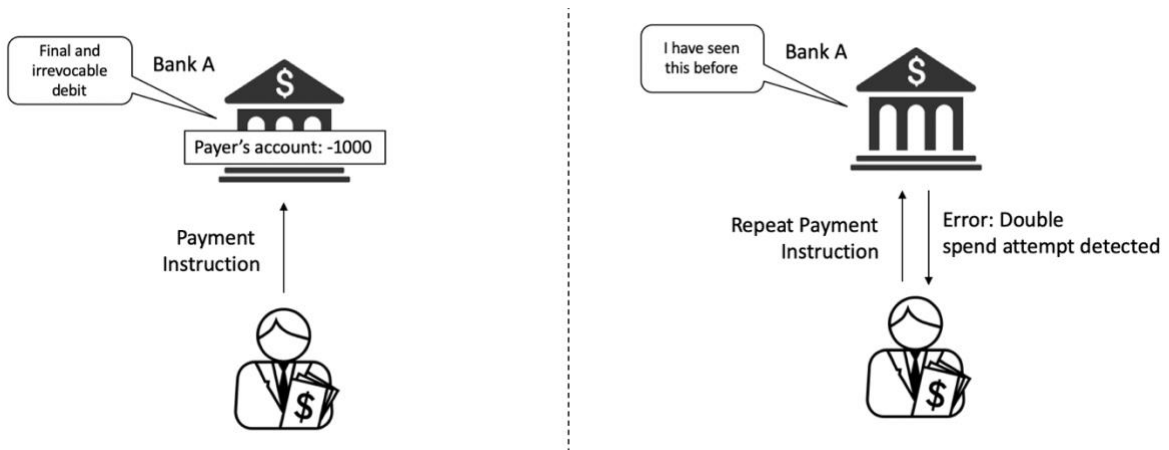 Final and
irrevocable
debit
Bank A
$
Payer's account: -1000
Payment
Instruction
$
I have seen
this before
Bank A
$
Repeat Payment
Instruction
Error: Double
spend attempt detected
$